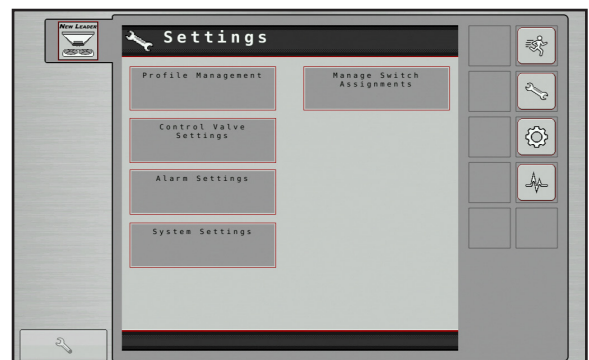 New Leader
Settings
Profile Management
Manage Switch
Assignments
Control Valve
Settings
Alarm Settings
System Settings